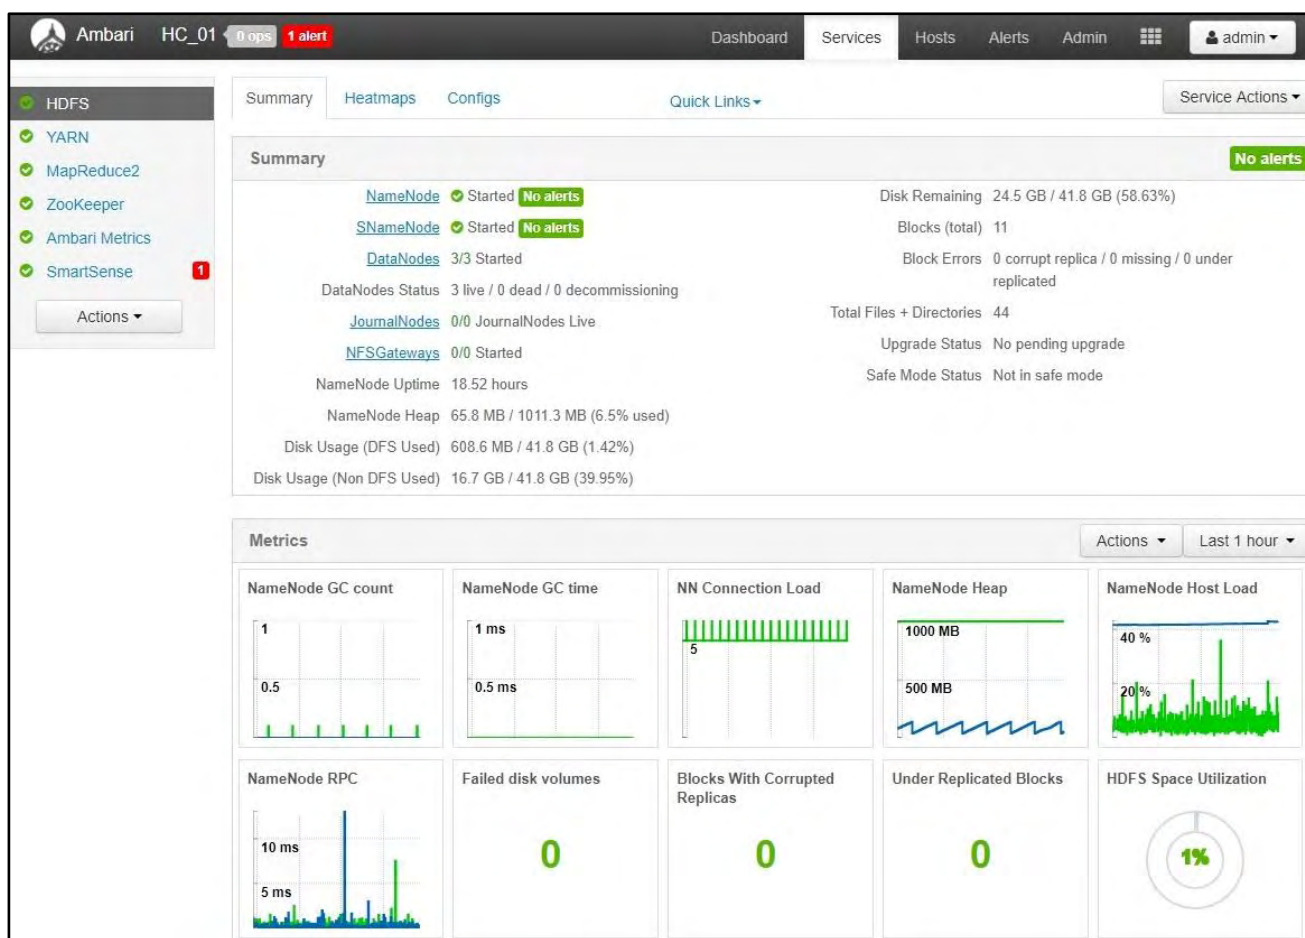 Ambari HC_01 0 ops 1 alert Dashboard Services Hosts Alerts Admin admin
HDFS
YARN
MapReduce2
ZooKeeper
Ambari Metrics
SmartSense 1
Actions
Summary Heatmaps Configs Quick Links Service Actions
Summary No alerts
NameNode Started No alerts
SNameNode Started No alerts
DataNodes 3/3 Started
DataNodes Status 3 live / 0 dead / 0 decommissioning
JournalNodes 0/0 JournalNodes Live
NFSGateways 0/0 Started
NameNode Uptime 18.52 hours
NameNode Heap 65.8 MB / 1011.3 MB (6.5% used)
Disk Usage (DFS Used) 608.6 MB / 41.8 GB (1.42%)
Disk Usage (Non DFS Used) 16.7 GB / 41.8 GB (39.95%)
Disk Remaining 24.5 GB / 41.8 GB (58.63%)
Blocks (total) 11
Block Errors 0 corrupt replica / 0 missing / 0 under
replicated
Total Files + Directories 44
Upgrade Status No pending upgrade
Safe Mode Status Not in safe mode
Metrics Actions Last 1 hour
NameNode GC count
1
0.5
NameNode GC time
1 ms
0.5 ms
NN Connection Load
5
NameNode Heap
1000 MB
500 MB
NameNode Host Load
40 %
20 %
NameNode RPC
10 ms
5 ms
Failed disk volumes
0
Blocks With Corrupted
Replicas
0
Under Replicated Blocks
0
HDFS Space Utilization
1%